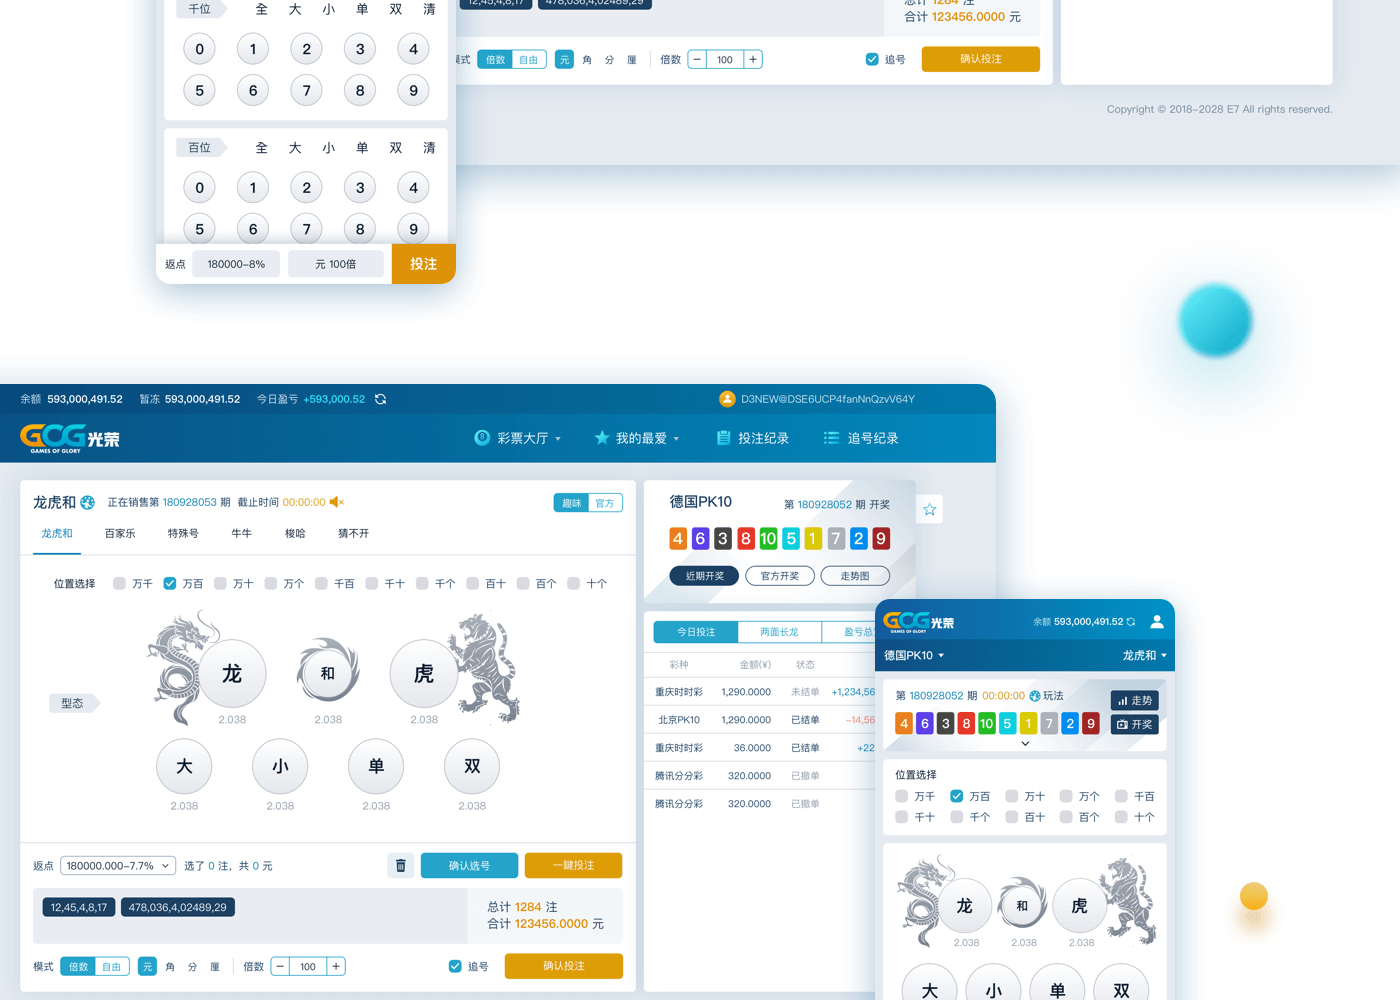 千位 全 大 小 单 双 清
0 1 2 3 4
5 6 7 8 9
百位 全 大 小 单 双 清
0 1 2 3 4
5 6 7 8 9
返点 180000-8% 元 100倍 投注
12,45,4,8,17 478,036,4,02489,29
总计 1284 注
合计 123456.0000 元
模式 倍数 自由 元 角 分 厘 倍数 − 100 + 追号 确认投注
Copyright © 2018-2028 E7 All rights reserved.
余额 593,000,491.52 暂冻 593,000,491.52 今日盈亏 +593,000.52 D3NEW@DSE6UCP4fanNnQzvV64Y
GCG光荣
GAMES OF GLORY
彩票大厅 我的最爱 投注纪录 追号纪录
龙虎和 正在销售第 180928053 期 截止时间 00:00:00 趣味 官方
龙虎和 百家乐 特殊号 牛牛 梭哈 猜不开
位置选择 万千 万百 万十 万个 千百 千十 千个 百十 百个 十个
型态
龙 和 虎
2.038 2.038 2.038
大 小 单 双
2.038 2.038 2.038 2.038
返点 180000.000-7.7% 选了 0 注，共 0 元 确认选号 一键投注
12,45,4,8,17 478,036,4,02489,29
总计 1284 注
合计 123456.0000 元
模式 倍数 自由 元 角 分 厘 倍数 − 100 + 追号 确认投注
德国PK10 第 180928052 期 开奖
4 6 3 8 10 5 1 7 2 9
近期开奖 官方开奖 走势图
今日投注 两面长龙 盈亏总
彩种 金额(¥) 状态
重庆时时彩 1,290.0000 未结单 +1,234,56
北京PK10 1,290.0000 已结单 -14,56
重庆时时彩 36.0000 已结单 +22
腾讯分分彩 320.0000 已撤单
腾讯分分彩 320.0000 已撤单
GCG光荣
GAMES OF GLORY
余额 593,000,491.52
德国PK10 龙虎和
第 180928052 期 00:00:00 玩法 走势
4 6 3 8 10 5 1 7 2 9 开奖
位置选择
万千 万百 万十 万个 千百
千十 千个 百十 百个 十个
龙 和 虎
2.038 2.038 2.038
大 小 单 双